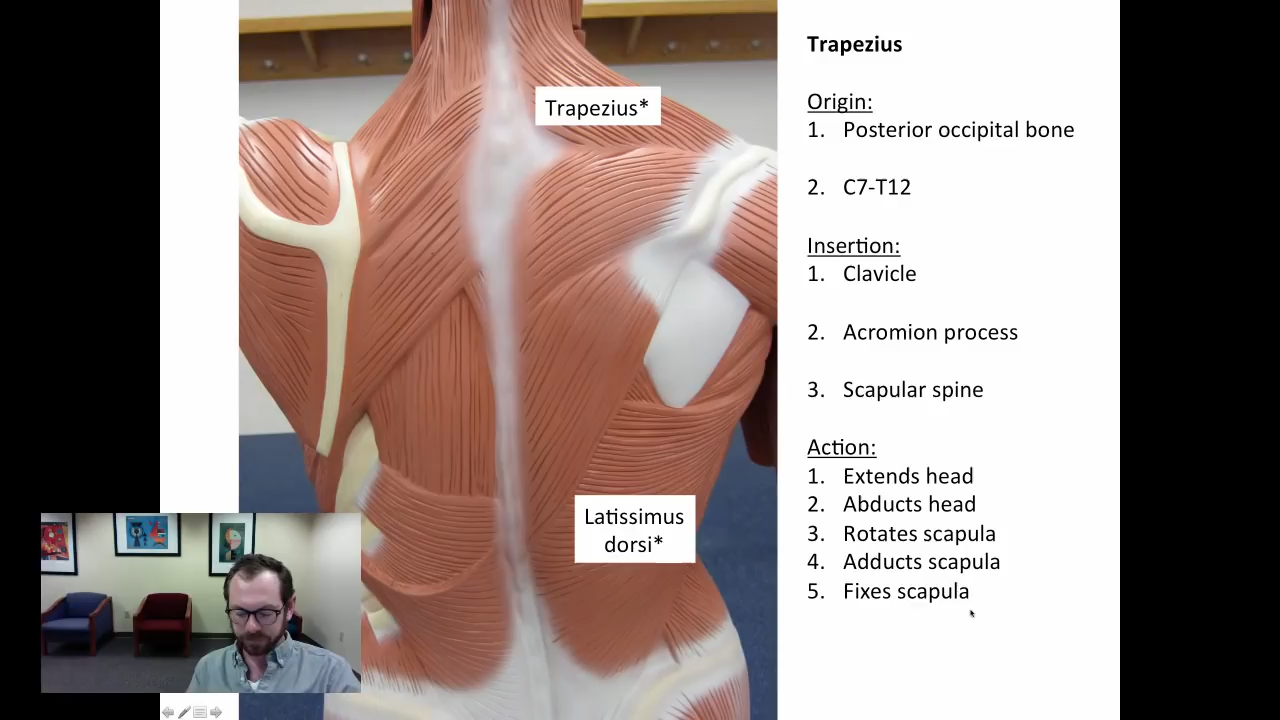 Trapezius
Trapezius*
Origin:
1. Posterior occipital bone
2. C7-T12
Insertion:
1. Clavicle
2. Acromion process
3. Scapular spine
Action:
1. Extends head
2. Abducts head
3. Rotates scapula
4. Adducts scapula
5. Fixes scapula
Latissimus
dorsi*